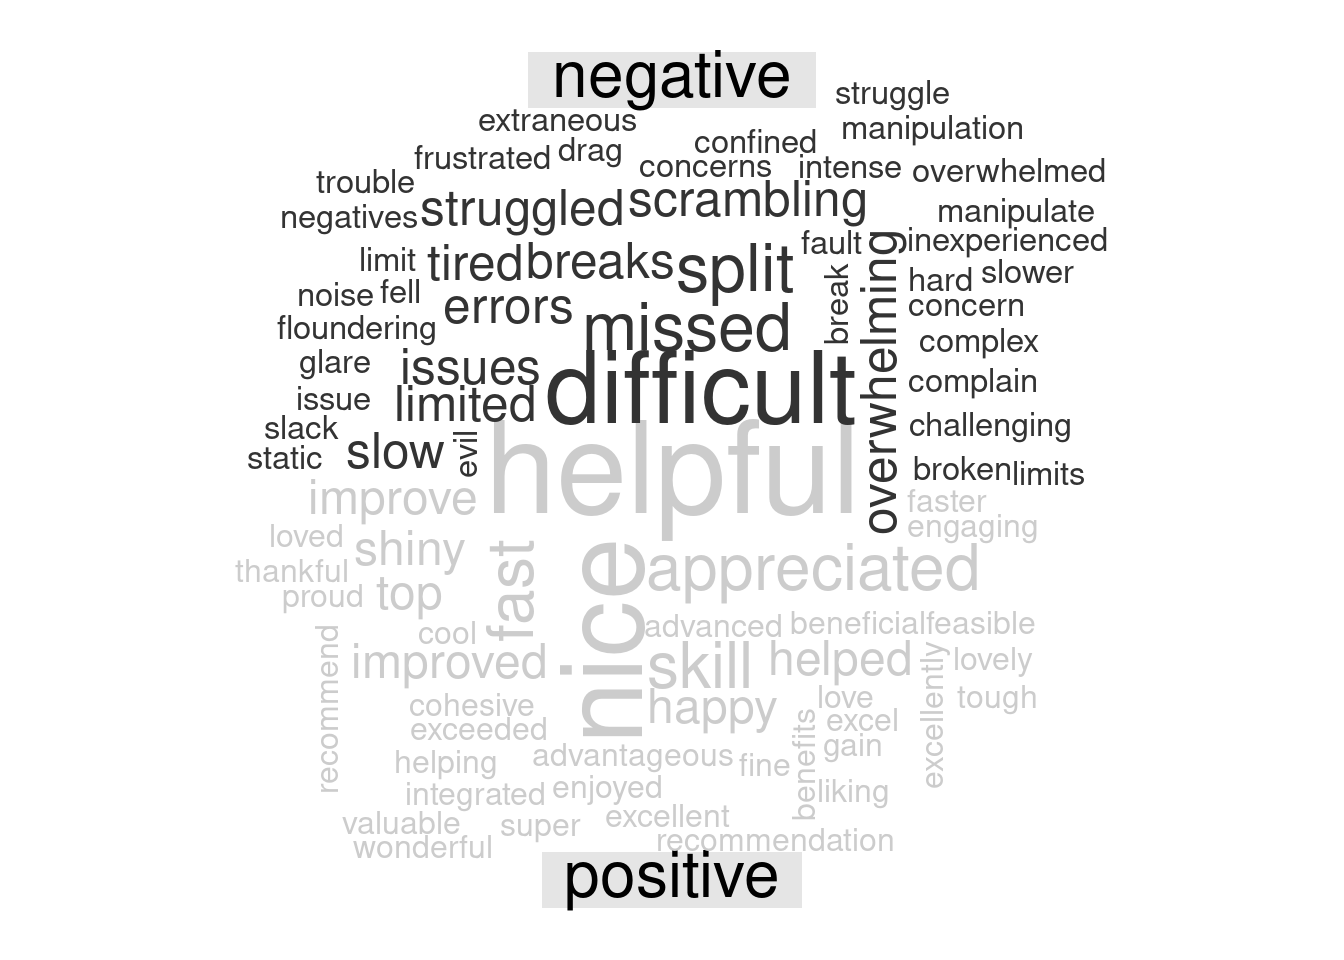 negative
struggle
extraneous
manipulation
confined
drag
frustrated
concerns
intense
overwhelmed
trouble
scrambling
struggled
negatives
manipulate
fault
inexperienced
limit
tired
breaks
split
hard
slower
noise
fell
errors
break
overwhelming
concern
floundering
missed
complex
glare
issues
difficult
complain
issue
limited
slack
challenging
static
slow
evil
broken
limits
helpful
improve
faster
engaging
loved
shiny
thankful
fast
nice
appreciated
proud
top
cool
advanced
beneficial
feasible
recommend
improved
skill
helped
excellently
lovely
cohesive
happy
love
tough
exceeded
excel
helping
advantageous
fine
benefits
gain
integrated
enjoyed
liking
valuable
super
excellent
wonderful
recommendation
positive